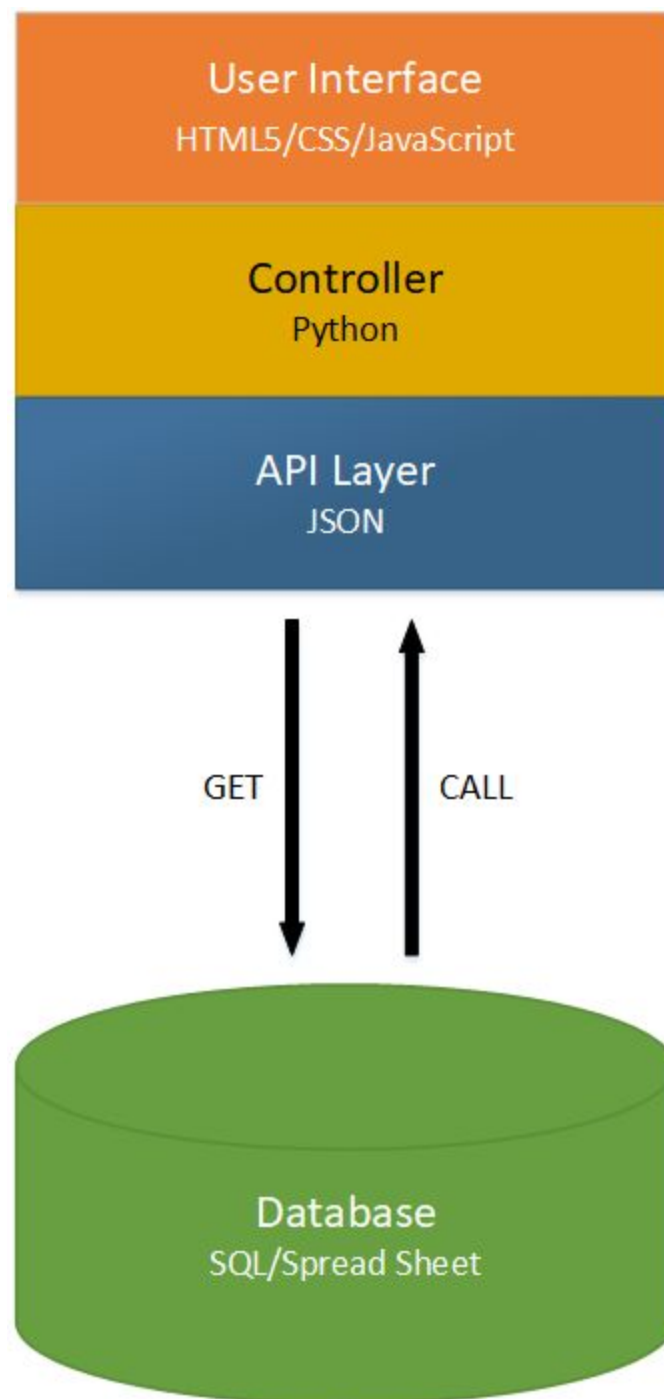 User Interface
HTML5/CSS/JavaScript
Controller
Python
API Layer
JSON
GET
CALL
Database
SQL/Spread Sheet